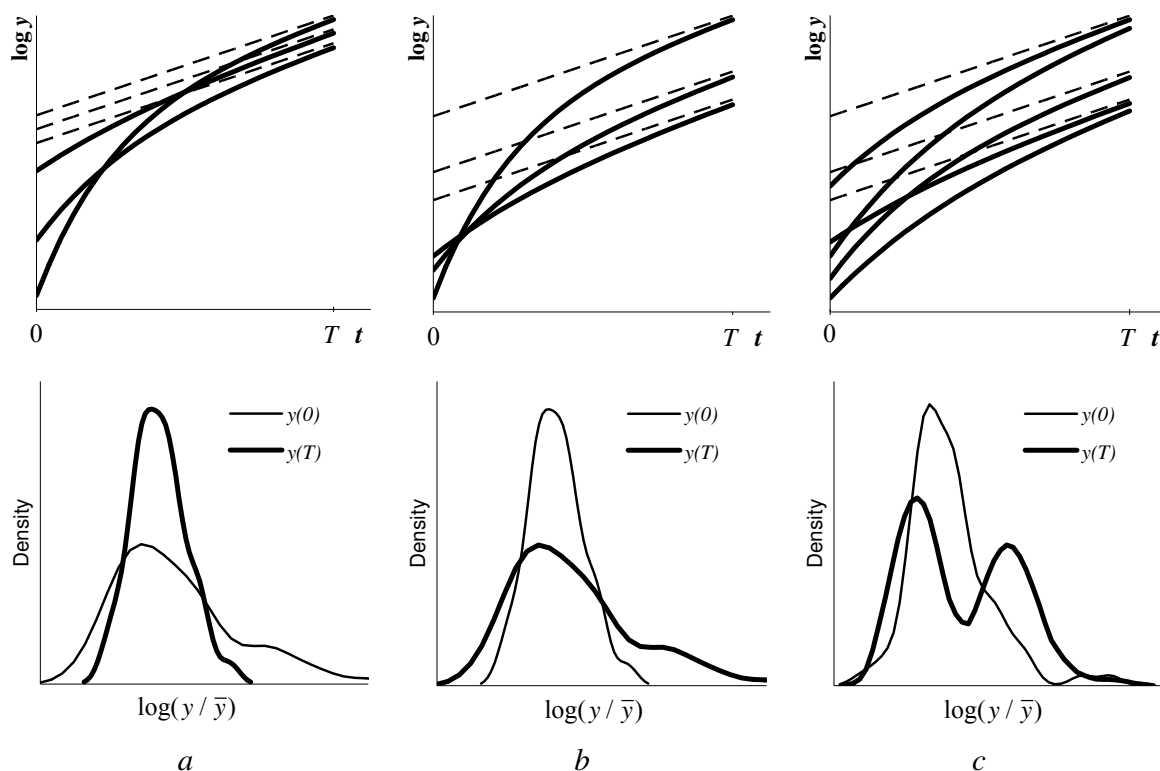 log y
0
T t
log y
0
T t
log y
0
T t
Density
y(0)
y(T)
log(y / y̅)
Density
y(0)
y(T)
log(y / y̅)
Density
y(0)
y(T)
log(y / y̅)
a
b
c